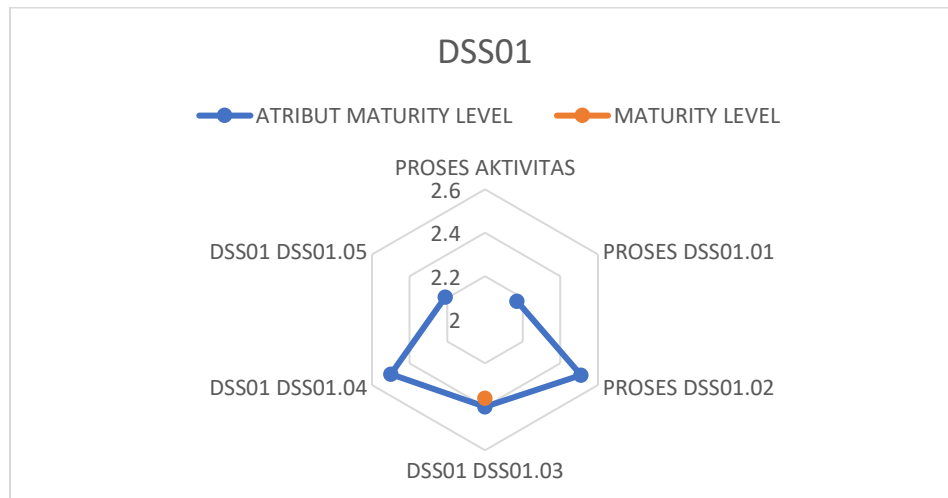 DSS01
ATRIBUT MATURITY LEVEL MATURITY LEVEL
PROSES AKTIVITAS
2.6
2.4
DSS01 DSS01.05 PROSES DSS01.01
2.2
2
DSS01 DSS01.04 PROSES DSS01.02
DSS01 DSS01.03